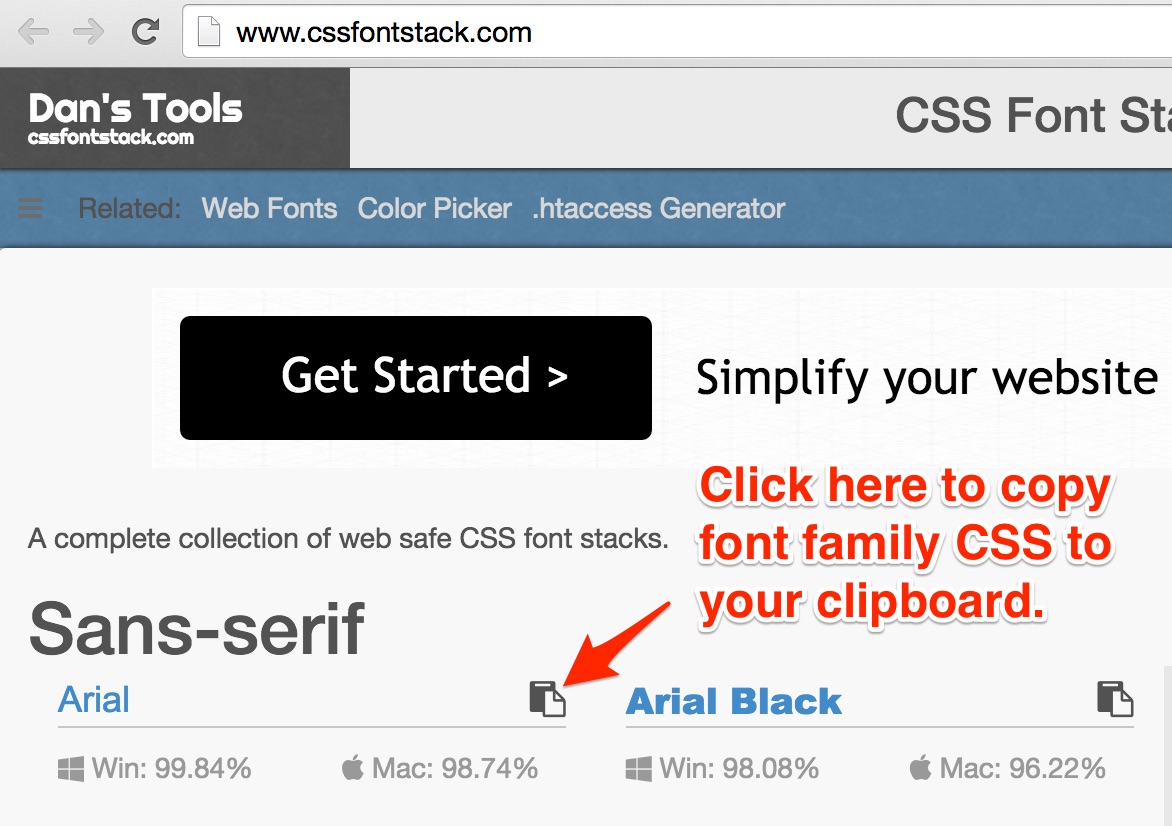 www.cssfontstack.com
Dan's Tools
cssfontstack.com
CSS Font
Related: Web Fonts Color Picker .htaccess Generator
Get Started >
Simplify your website
Click here to copy
font family CSS to
your clipboard.
A complete collection of web safe CSS font stacks.
Sans-serif
Arial
Arial Black
Win: 99.84% Mac: 98.74% Win: 98.08% Mac: 96.22%